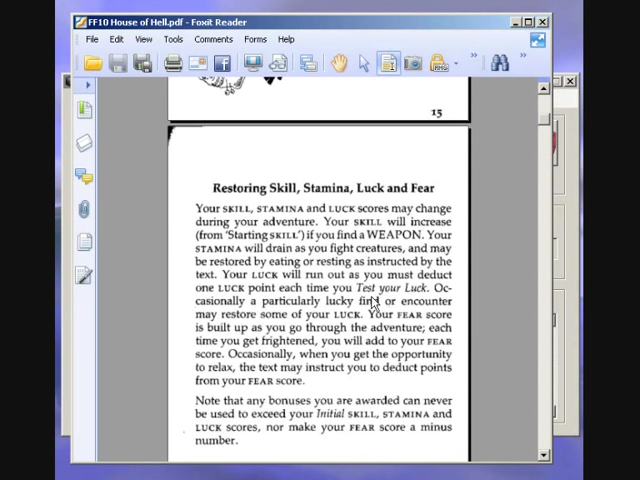 FF10 House of Hell.pdf - Foxit Reader
File Edit View Tools Comments Forms Help
15
Restoring Skill, Stamina, Luck and Fear
Your SKILL, STAMINA and LUCK scores may change
during your adventure. Your SKILL will increase
(from 'Starting SKILL') if you find a WEAPON. Your
STAMINA will drain as you fight creatures, and may
be restored by eating or resting as instructed by the
text. Your LUCK will run out as you must deduct
one LUCK point each time you Test your Luck. Oc-
casionally a particularly lucky find or encounter
may restore some of your LUCK. Your FEAR score
is built up as you go through the adventure; each
time you get frightened, you will add to your FEAR
score. Occasionally, when you get the opportunity
to relax, the text may instruct you to deduct points
from your FEAR score.
Note that any bonuses you are awarded can never
be used to exceed your Initial SKILL, STAMINA and
LUCK scores, nor make your FEAR score a minus
number.